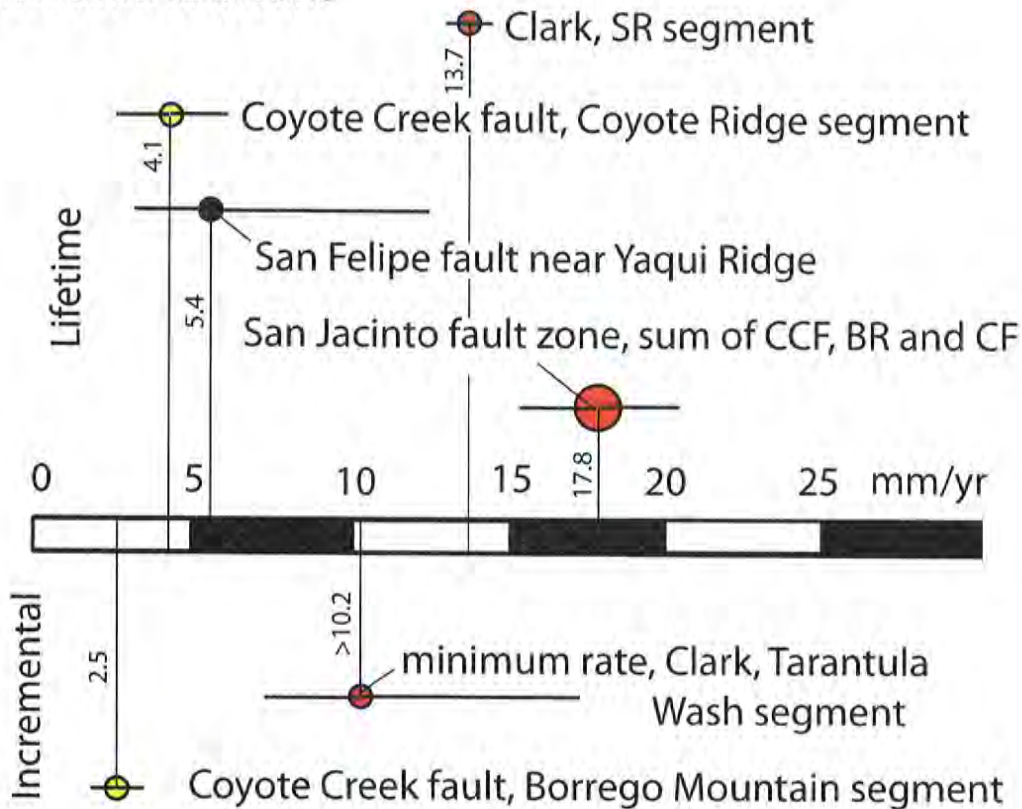 Clark, SR segment
13.7
Coyote Creek fault, Coyote Ridge segment
4.1
Lifetime
San Felipe fault near Yaqui Ridge
5.4
San Jacinto fault zone, sum of CCF, BR and CF
17.8
0 5 10 15 20 25 mm/yr
Incremental
2.5
>10.2
minimum rate, Clark, Tarantula
Wash segment
Coyote Creek fault, Borrego Mountain segment